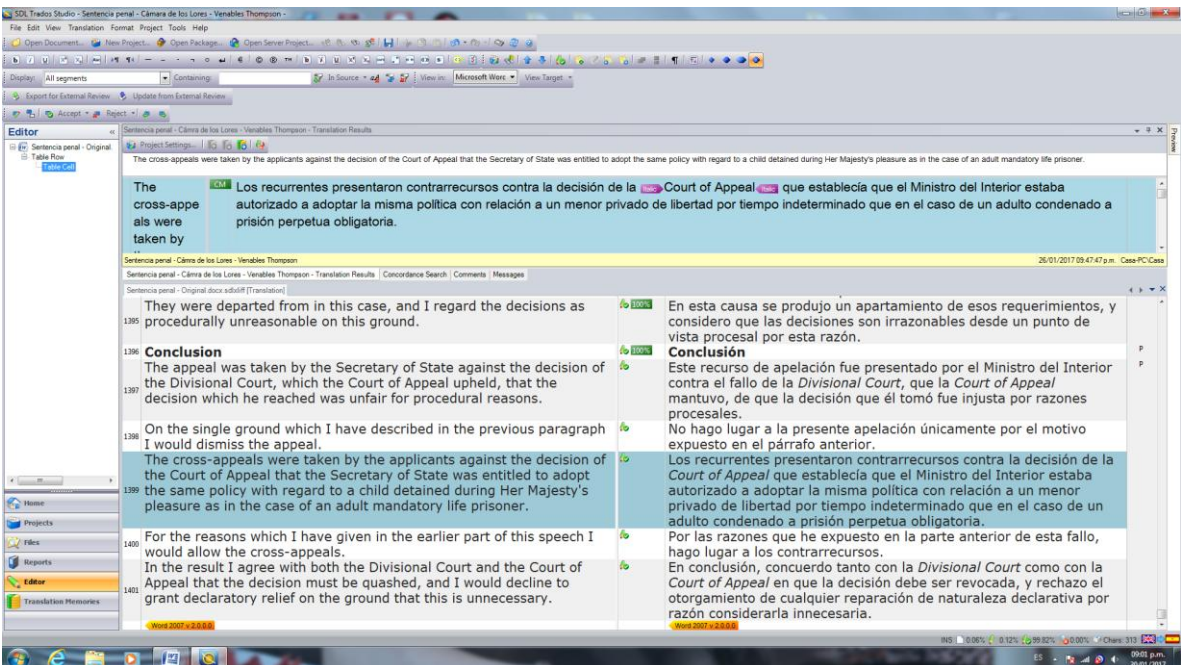 SDL Trados Studio - Sentencia penal - Cámara de los Lores - Venables Thompson -
File Edit View Translation Format Project Tools Help
Open Document... New Project... Open Package... Open Server Project...
Display: All segments Containing: In Source View in: Microsoft Worc View Target
Export for External Review Update from External Review
Accept Reject
Editor
Sentencia penal - Original.
Table Row
Table Cell
Sentencia penal - Cámra de los Lores - Venables Thompson - Translation Results
Project Settings...
Preview
The cross-appeals were taken by the applicants against the decision of the Court of Appeal that the Secretary of State was entitled to adopt the same policy with regard to a child detained during Her Majesty's pleasure as in the case of an adult mandatory life prisoner.
The
cross-appe
als were
taken by
CM
Los recurrentes presentaron contrarrecursos contra la decisión de la Italic Court of Appeal Italic que establecía que el Ministro del Interior estaba
autorizado a adoptar la misma política con relación a un menor privado de libertad por tiempo indeterminado que en el caso de un adulto condenado a
prisión perpetua obligatoria.
Sentencia penal - Cámra de los Lores - Venables Thompson 26/01/2017 09:47:47 p.m. Casa-PC\Casa
Sentencia penal - Cámra de los Lores - Venables Thompson - Translation Results Concordance Search Comments Messages
Sentencia penal - Original.docx.sdlxliff [Translation]
1395
They were departed from in this case, and I regard the decisions as
procedurally unreasonable on this ground.
100%
En esta causa se produjo un apartamiento de esos requerimientos, y
considero que las decisiones son irrazonables desde un punto de
vista procesal por esta razón.
1396 Conclusion 100% Conclusión P
1397
The appeal was taken by the Secretary of State against the decision of
the Divisional Court, which the Court of Appeal upheld, that the
decision which he reached was unfair for procedural reasons.
Este recurso de apelación fue presentado por el Ministro del Interior
contra el fallo de la Divisional Court, que la Court of Appeal
mantuvo, de que la decisión que él tomó fue injusta por razones
procesales.
P
1398
On the single ground which I have described in the previous paragraph
I would dismiss the appeal.
No hago lugar a la presente apelación únicamente por el motivo
expuesto en el párrafo anterior.
1399
The cross-appeals were taken by the applicants against the decision of
the Court of Appeal that the Secretary of State was entitled to adopt
the same policy with regard to a child detained during Her Majesty's
pleasure as in the case of an adult mandatory life prisoner.
Los recurrentes presentaron contrarrecursos contra la decisión de la
Court of Appeal que establecía que el Ministro del Interior estaba
autorizado a adoptar la misma política con relación a un menor
privado de libertad por tiempo indeterminado que en el caso de un
adulto condenado a prisión perpetua obligatoria.
1400
For the reasons which I have given in the earlier part of this speech I
would allow the cross-appeals.
Por las razones que he expuesto en la parte anterior de esta fallo,
hago lugar a los contrarrecursos.
1401
In the result I agree with both the Divisional Court and the Court of
Appeal that the decision must be quashed, and I would decline to
grant declaratory relief on the ground that this is unnecessary.
En conclusión, concuerdo tanto con la Divisional Court como con la
Court of Appeal en que la decisión debe ser revocada, y rechazo el
otorgamiento de cualquier reparación de naturaleza declarativa por
razón considerarla innecesaria.
Word 2007 v 2.0.0.0
Word 2007 v 2.0.0.0
Home
Projects
Files
Reports
Editor
Translation Memories
INS 0.06% 0.12% 99.82% 0.00% Chars: 313
ES 09:01 p.m.
30/01/2017